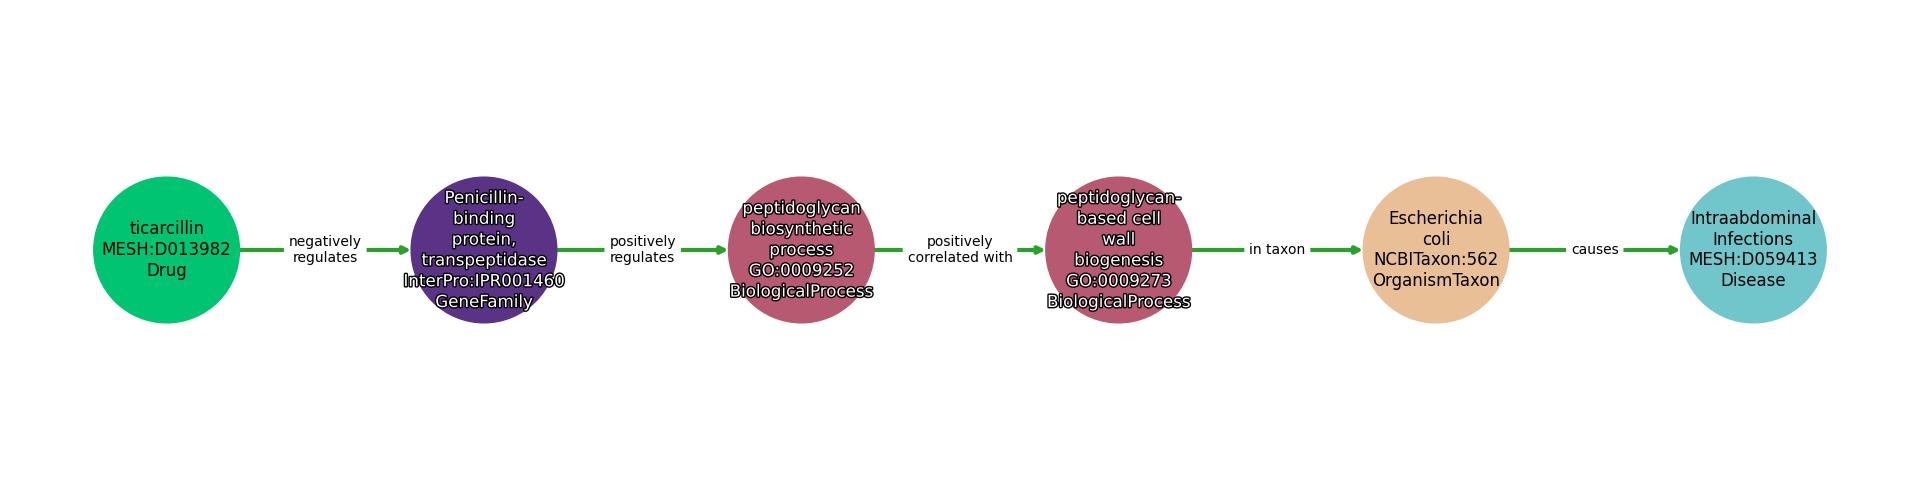 ticarcillin
MESH:D013982
Drug
negatively
regulates
Penicillin-
binding
protein,
transpeptidase
InterPro:IPR001460
GeneFamily
positively
regulates
peptidoglycan
biosynthetic
process
GO:0009252
BiologicalProcess
positively
correlated with
peptidoglycan-
based cell
wall
biogenesis
GO:0009273
BiologicalProcess
in taxon
Escherichia
coli
NCBITaxon:562
OrganismTaxon
causes
Intraabdominal
Infections
MESH:D059413
Disease